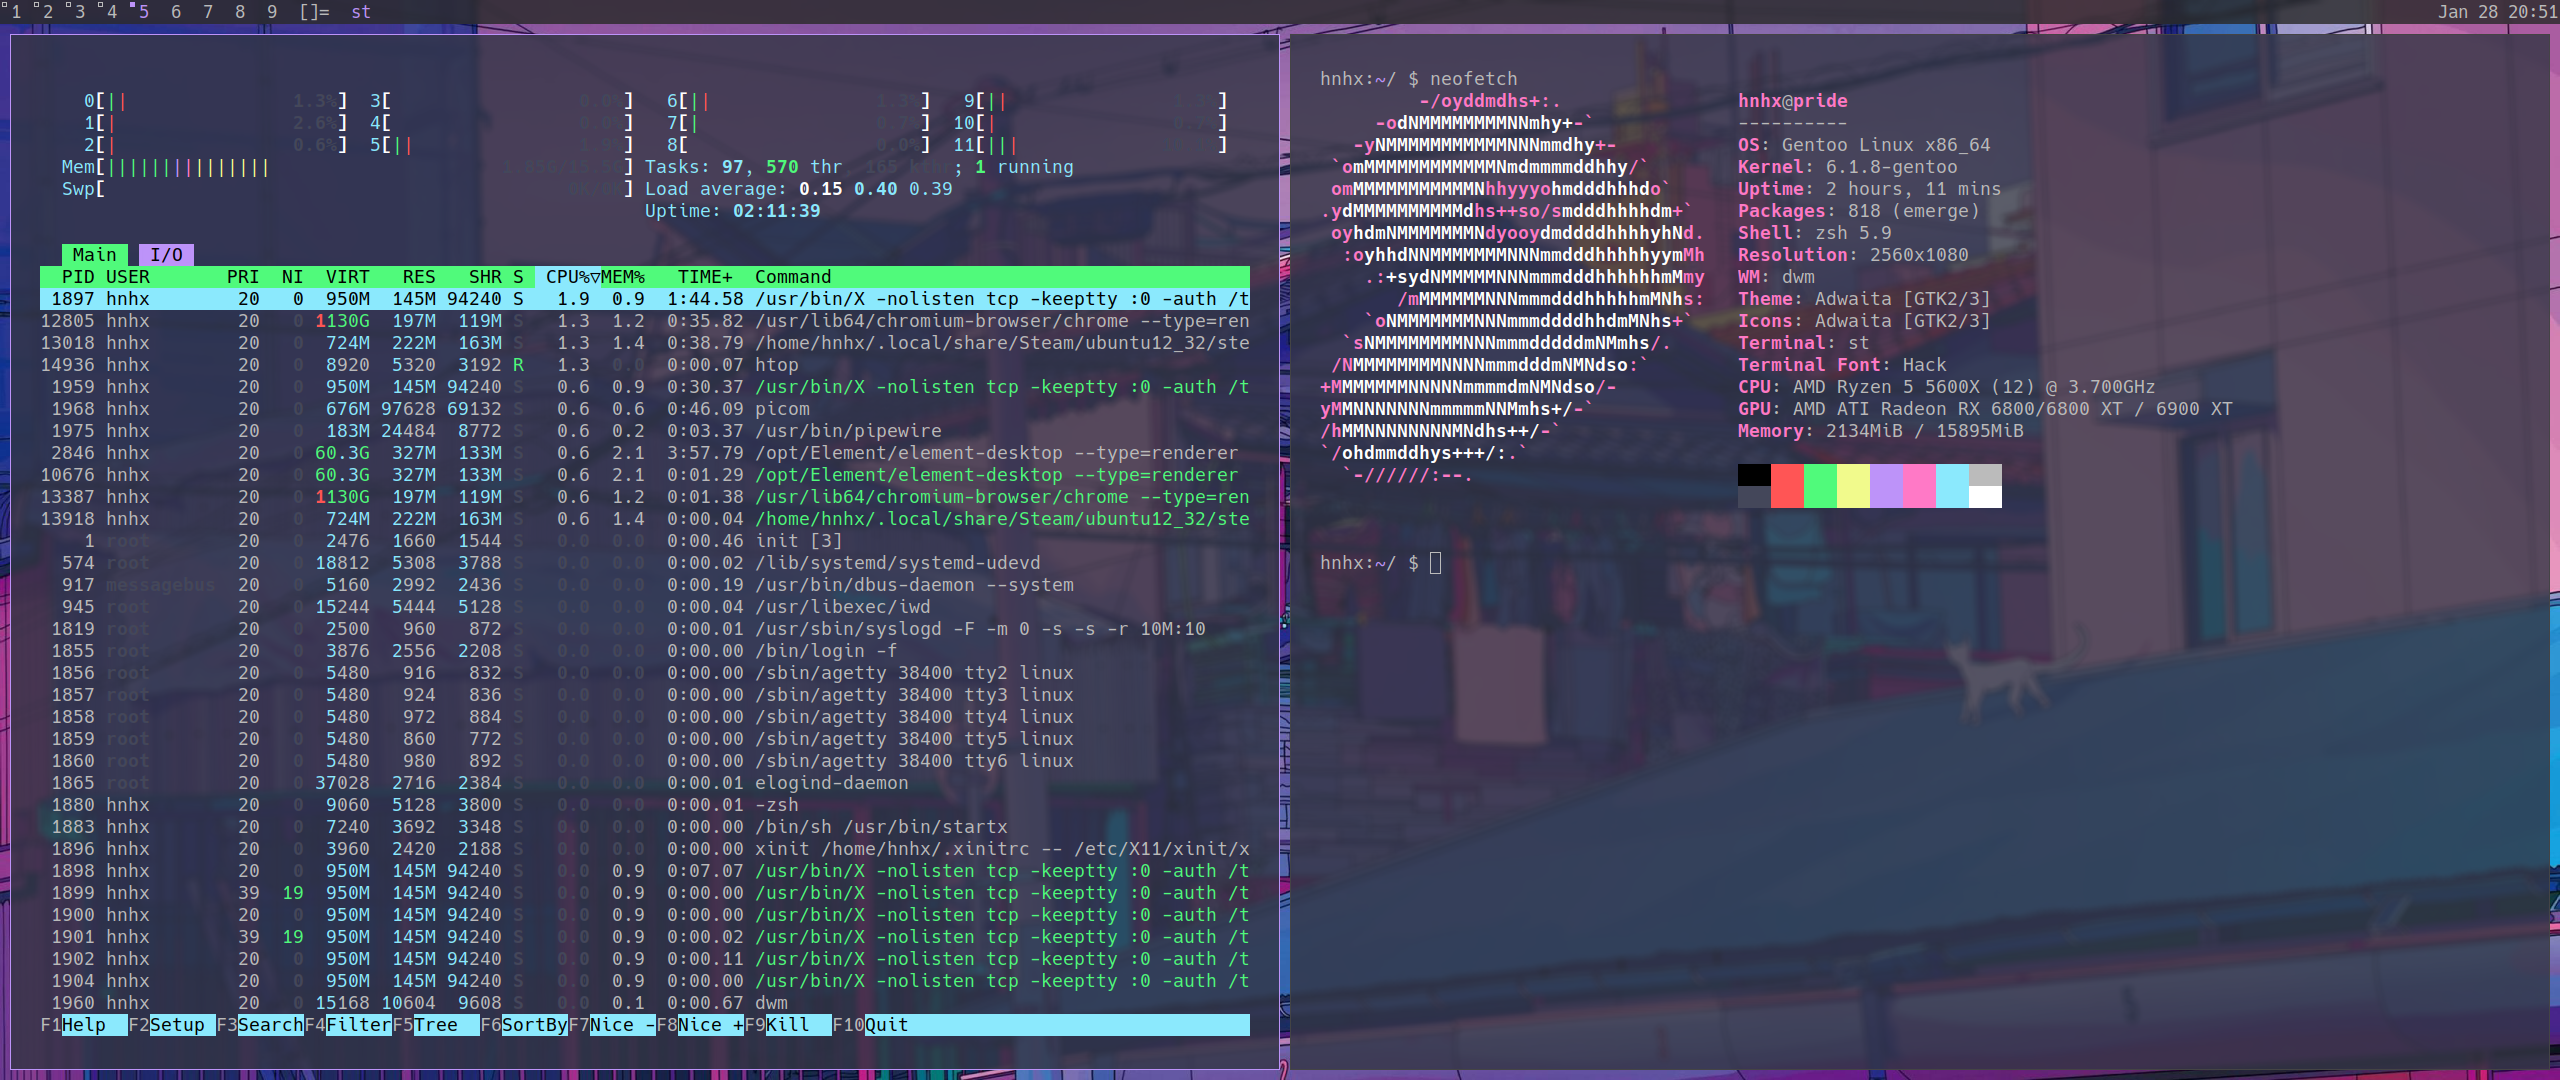 1 2 3 4 5 6 7 8 9 []= st Jan 28 20:51
0[|| 1.3%] 3[ 0.0%] 6[|| 1.3%] 9[|| ]
1[| 2.6%] 4[ 0.0%] 7[| 0.7%] 10[| ]
2[| 0.6%] 5[|| ] 8[ 0.0%] 11[||| ]
Mem[||||||||||||||| ] Tasks: 97, 570 thr, 165 kthr; 1 running
Swp[ 0K/0K] Load average: 0.15 0.40 0.39
Uptime: 02:11:39
Main I/O
PID USER PRI NI VIRT RES SHR S CPU%▽MEM% TIME+ Command
1897 hnhx 20 0 950M 145M 94240 S 1.9 0.9 1:44.58 /usr/bin/X -nolisten tcp -keeptty :0 -auth /t
12805 hnhx 20 0 1130G 197M 119M S 1.3 1.2 0:35.82 /usr/lib64/chromium-browser/chrome --type=ren
13018 hnhx 20 0 724M 222M 163M S 1.3 1.4 0:38.79 /home/hnhx/.local/share/Steam/ubuntu12_32/ste
14936 hnhx 20 0 8920 5320 3192 R 1.3 0.0 0:00.07 htop
1959 hnhx 20 0 950M 145M 94240 S 0.6 0.9 0:30.37 /usr/bin/X -nolisten tcp -keeptty :0 -auth /t
1968 hnhx 20 0 676M 97628 69132 S 0.6 0.6 0:46.09 picom
1975 hnhx 20 0 183M 24484 8772 S 0.6 0.2 0:03.37 /usr/bin/pipewire
2846 hnhx 20 0 60.3G 327M 133M S 0.6 2.1 3:57.79 /opt/Element/element-desktop --type=renderer
10676 hnhx 20 0 60.3G 327M 133M S 0.6 2.1 0:01.29 /opt/Element/element-desktop --type=renderer
13387 hnhx 20 0 1130G 197M 119M S 0.6 1.2 0:01.38 /usr/lib64/chromium-browser/chrome --type=ren
13918 hnhx 20 0 724M 222M 163M S 0.6 1.4 0:00.04 /home/hnhx/.local/share/Steam/ubuntu12_32/ste
1 root 20 0 2476 1660 1544 S 0.0 0.0 0:00.46 init [3]
574 root 20 0 18812 5308 3788 S 0.0 0.0 0:00.02 /lib/systemd/systemd-udevd
917 messagebus 20 0 5160 2992 2436 S 0.0 0.0 0:00.19 /usr/bin/dbus-daemon --system
945 root 20 0 15244 5444 5128 S 0.0 0.0 0:00.04 /usr/libexec/iwd
1819 root 20 0 2500 960 872 S 0.0 0.0 0:00.01 /usr/sbin/syslogd -F -m 0 -s -s -r 10M:10
1855 root 20 0 3876 2556 2208 S 0.0 0.0 0:00.00 /bin/login -f
1856 root 20 0 5480 916 832 S 0.0 0.0 0:00.00 /sbin/agetty 38400 tty2 linux
1857 root 20 0 5480 924 836 S 0.0 0.0 0:00.00 /sbin/agetty 38400 tty3 linux
1858 root 20 0 5480 972 884 S 0.0 0.0 0:00.00 /sbin/agetty 38400 tty4 linux
1859 root 20 0 5480 860 772 S 0.0 0.0 0:00.00 /sbin/agetty 38400 tty5 linux
1860 root 20 0 5480 980 892 S 0.0 0.0 0:00.00 /sbin/agetty 38400 tty6 linux
1865 root 20 0 37028 2716 2384 S 0.0 0.0 0:00.01 elogind-daemon
1880 hnhx 20 0 9060 5128 3800 S 0.0 0.0 0:00.01 -zsh
1883 hnhx 20 0 7240 3692 3348 S 0.0 0.0 0:00.00 /bin/sh /usr/bin/startx
1896 hnhx 20 0 3960 2420 2188 S 0.0 0.0 0:00.00 xinit /home/hnhx/.xinitrc -- /etc/X11/xinit/x
1898 hnhx 20 0 950M 145M 94240 S 0.0 0.9 0:07.07 /usr/bin/X -nolisten tcp -keeptty :0 -auth /t
1899 hnhx 39 19 950M 145M 94240 S 0.0 0.9 0:00.00 /usr/bin/X -nolisten tcp -keeptty :0 -auth /t
1900 hnhx 20 0 950M 145M 94240 S 0.0 0.9 0:00.00 /usr/bin/X -nolisten tcp -keeptty :0 -auth /t
1901 hnhx 39 19 950M 145M 94240 S 0.0 0.9 0:00.02 /usr/bin/X -nolisten tcp -keeptty :0 -auth /t
1902 hnhx 20 0 950M 145M 94240 S 0.0 0.9 0:00.11 /usr/bin/X -nolisten tcp -keeptty :0 -auth /t
1904 hnhx 20 0 950M 145M 94240 S 0.0 0.9 0:00.00 /usr/bin/X -nolisten tcp -keeptty :0 -auth /t
1960 hnhx 20 0 15168 10604 9608 S 0.0 0.1 0:00.67 dwm
F1Help F2Setup F3SearchF4FilterF5Tree F6SortByF7Nice -F8Nice +F9Kill F10Quit
hnhx:~/ $ neofetch
-/oyddmdhs+:.
-odNMMMMMMMMNNmhy+-`
-yNMMMMMMMMMMMNNNmmdhy+-
`omMMMMMMMMMMMMNmdmmmmddhhy/`
omMMMMMMMMMMMNhhyyyohmdddhhhdo`
.ydMMMMMMMMMMdhs++so/smdddhhhhdm+`
oyhdmNMMMMMMMNdyooydmddddhhhhyhNd.
:oyhhdNNMMMMMMMNNNmmdddhhhhhyymMh
.:+sydNMMMMMNNNmmmdddhhhhhhmMmy
/mMMMMMMNNNmmmdddhhhhhmMNhs:
`oNMMMMMMMNNNmmmddddhhdmMNhs+`
`sNMMMMMMMMNNNmmmdddddmNMmhs/.
/NMMMMMMMMNNNNmmmdddmNMNdso:`
+MMMMMMMNNNNNmmmmdmNMNdso/-
yMMNNNNNNNmmmmmNNMmhs+/-`
/hMMNNNNNNNNMNdhs++/-`
`/ohdmmddhys+++/:.`
`-//////:--.
hnhx@pride
----------
OS: Gentoo Linux x86_64
Kernel: 6.1.8-gentoo
Uptime: 2 hours, 11 mins
Packages: 818 (emerge)
Shell: zsh 5.9
Resolution: 2560x1080
WM: dwm
Theme: Adwaita [GTK2/3]
Icons: Adwaita [GTK2/3]
Terminal: st
Terminal Font: Hack
CPU: AMD Ryzen 5 5600X (12) @ 3.700GHz
GPU: AMD ATI Radeon RX 6800/6800 XT / 6900 XT
Memory: 2134MiB / 15895MiB
hnhx:~/ $